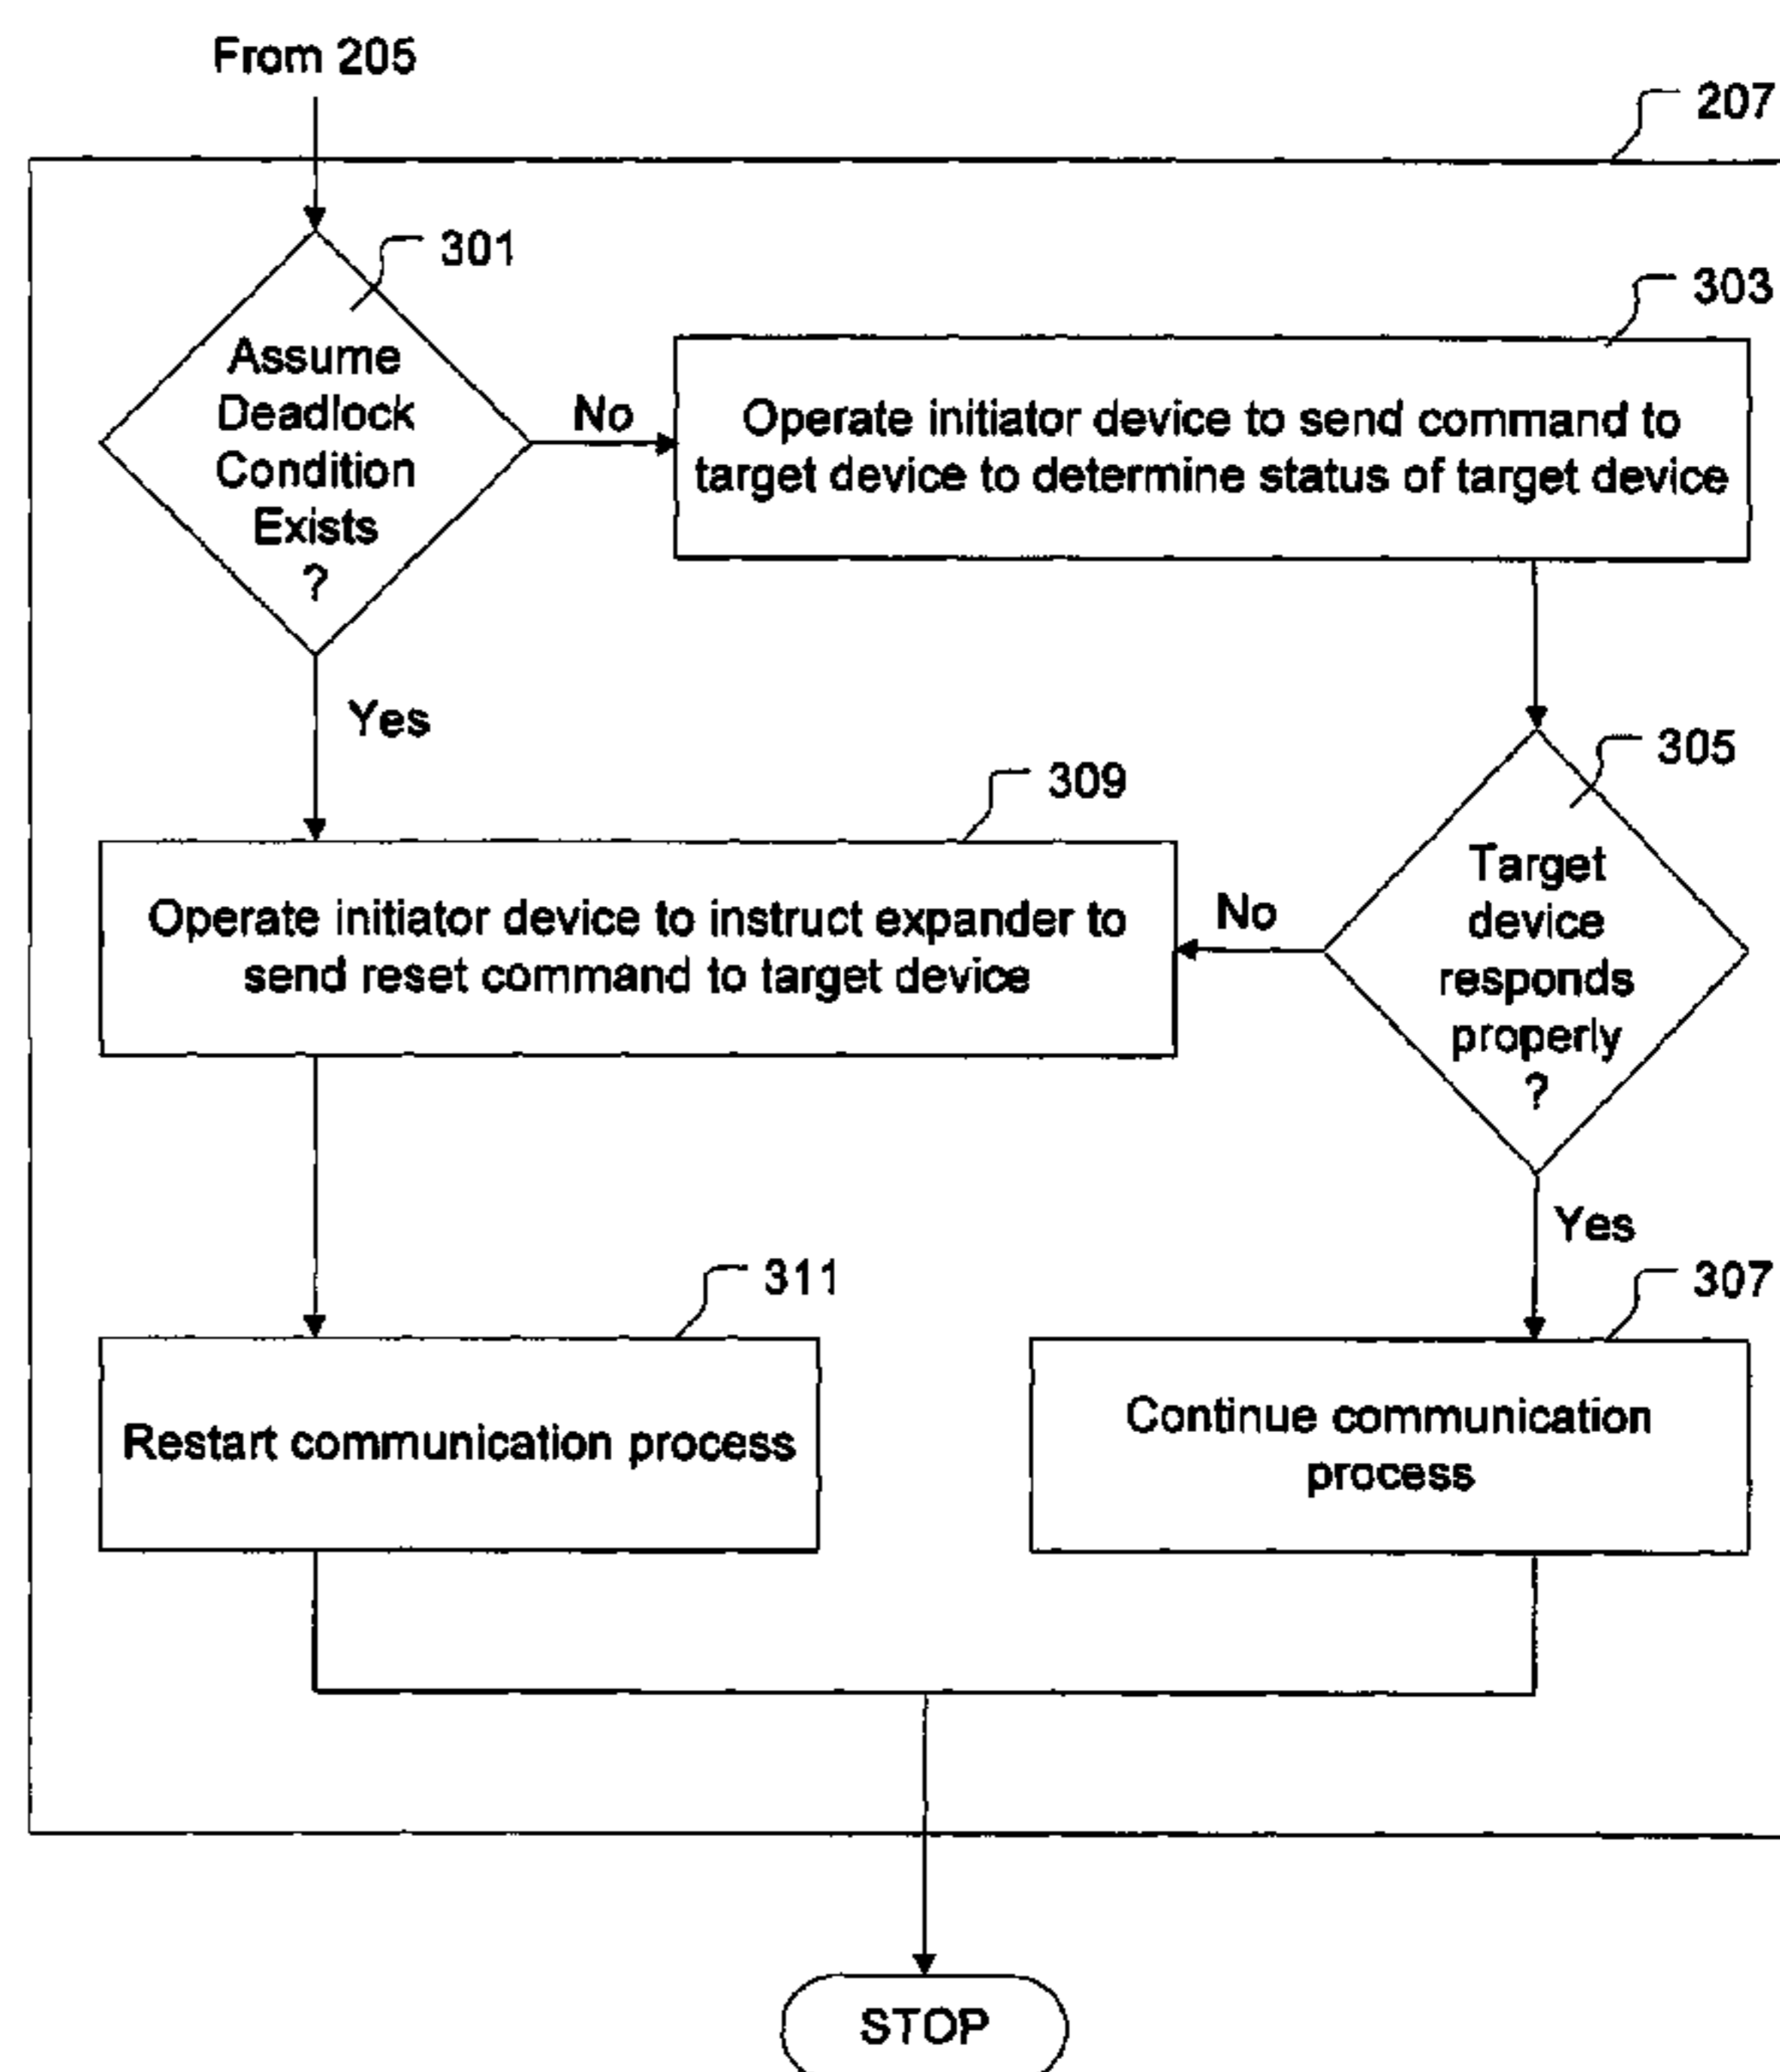 From 205
207
301
Assume
Deadlock
Condition
Exists
?
No
303
Operate initiator device to send command to
target device to determine status of target device
Yes
305
Target
device
responds
properly
?
No
309
Operate initiator device to instruct expander to
send reset command to target device
Yes
311
Restart communication process
307
Continue communication
process
STOP